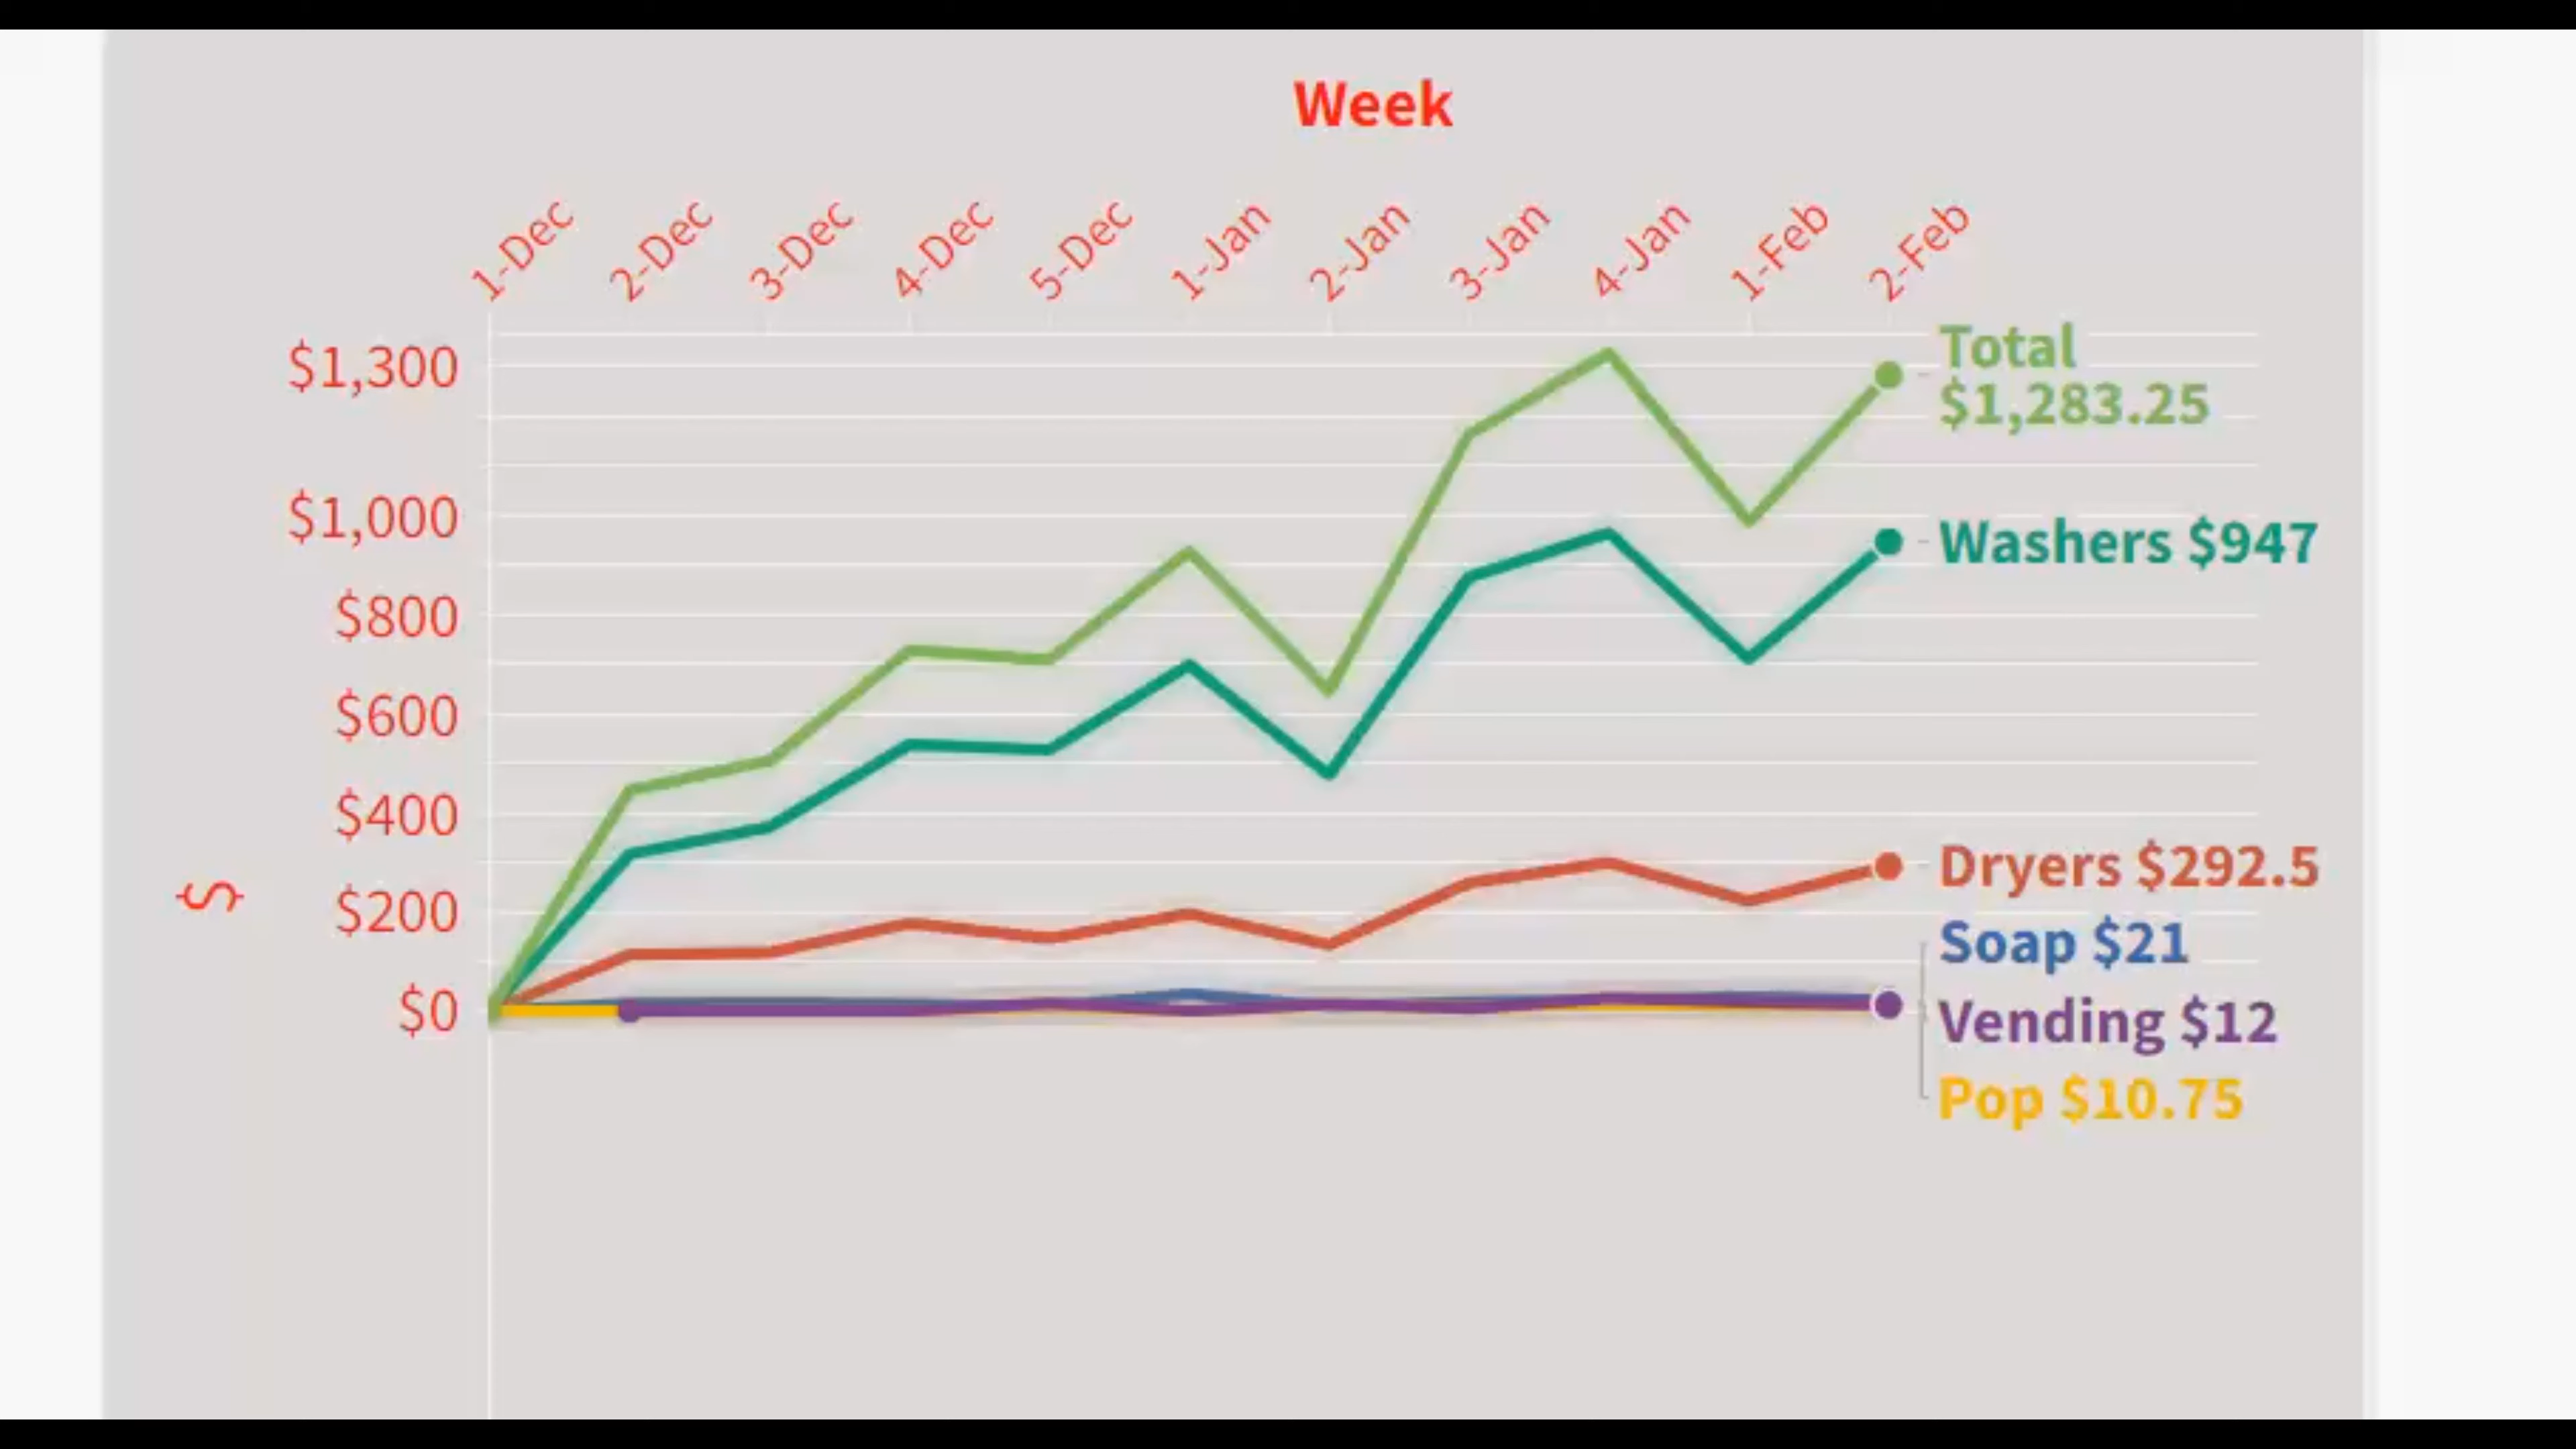 Week
1-Dec
2-Dec
3-Dec
4-Dec
5-Dec
1-Jan
2-Jan
3-Jan
4-Jan
1-Feb
2-Feb
$1,300
$1,000
$800
$600
$400
$200
$0
$
Total
$1,283.25
Washers $947
Dryers $292.5
Soap $21
Vending $12
Pop $10.75